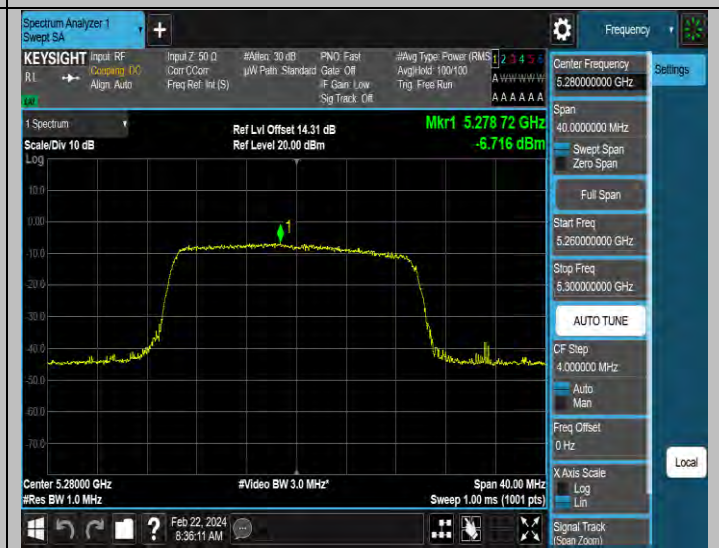 Spectrum Analyzer 1
Swept SA
Frequency
KEYSIGHT
RL
Input: RF
Coupling: DC
Align: Auto
Input Z: 50 Ω
Corr CCorr
Freq Ref: Int (S)
#Atten: 30 dB
µW Path: Standard
PNO: Fast
Gate: Off
IF Gain: Low
Sig Track: Off
#Avg Type: Power (RMS
Avg|Hold: 100/100
Trig: Free Run
1 2 3 4 5 6
A W W W W W
A A A A A A
Settings
1 Spectrum
Scale/Div 10 dB
Log
Ref Lvl Offset 14.31 dB
Ref Level 20.00 dBm
Mkr1 5.278 72 GHz
-6.716 dBm
10.0
0.00
-10.0
-20.0
-30.0
-40.0
-50.0
-60.0
-70.0
1
Center 5.28000 GHz
#Res BW 1.0 MHz
#Video BW 3.0 MHz*
Span 40.00 MHz
Sweep 1.00 ms (1001 pts)
Center Frequency
5.280000000 GHz
Span
40.0000000 MHz
Swept Span
Zero Span
Full Span
Start Freq
5.260000000 GHz
Stop Freq
5.300000000 GHz
AUTO TUNE
CF Step
4.000000 MHz
Auto
Man
Freq Offset
0 Hz
X Axis Scale
Log
Lin
Signal Track
(Span Zoom)
Local
?
Feb 22, 2024
8:36:11 AM